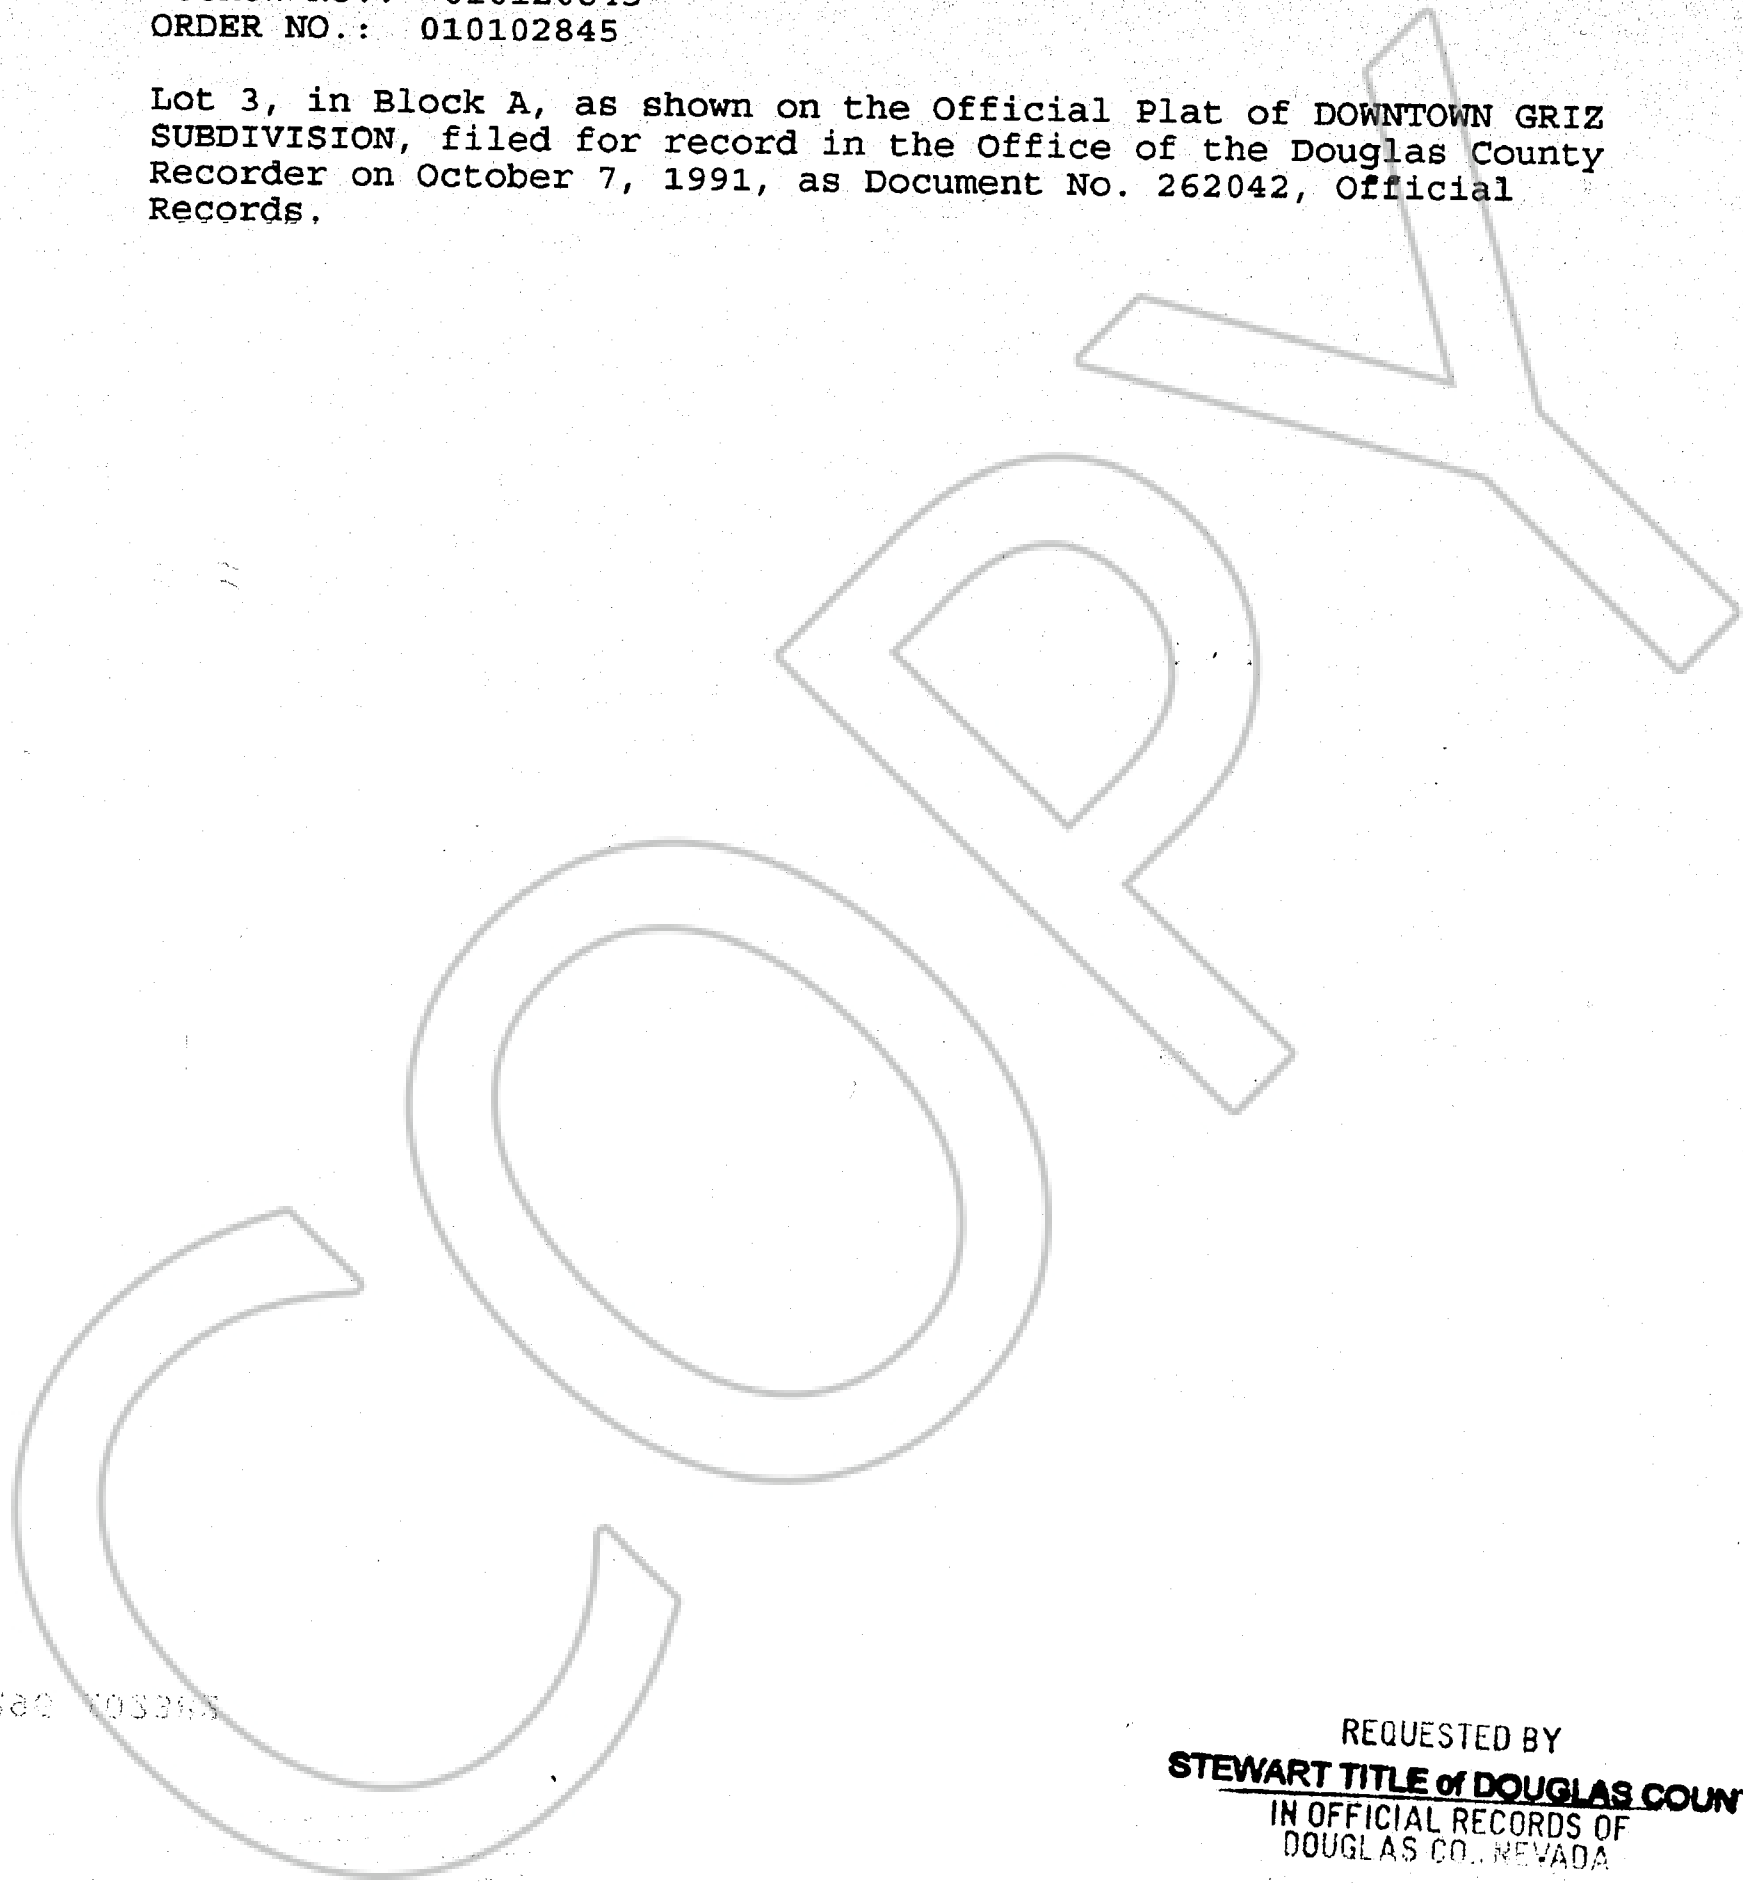 ORDER NO.: 010102845
Lot 3, in Block A, as shown on the Official Plat of DOWNTOWN GRIZ
SUBDIVISION, filed for record in the Office of the Douglas County
Recorder on October 7, 1991, as Document No. 262042, Official
Records.
COPY
REQUESTED BY
STEWART TITLE of DOUGLAS COUN
IN OFFICIAL RECORDS OF
DOUGLAS CO., NEVADA